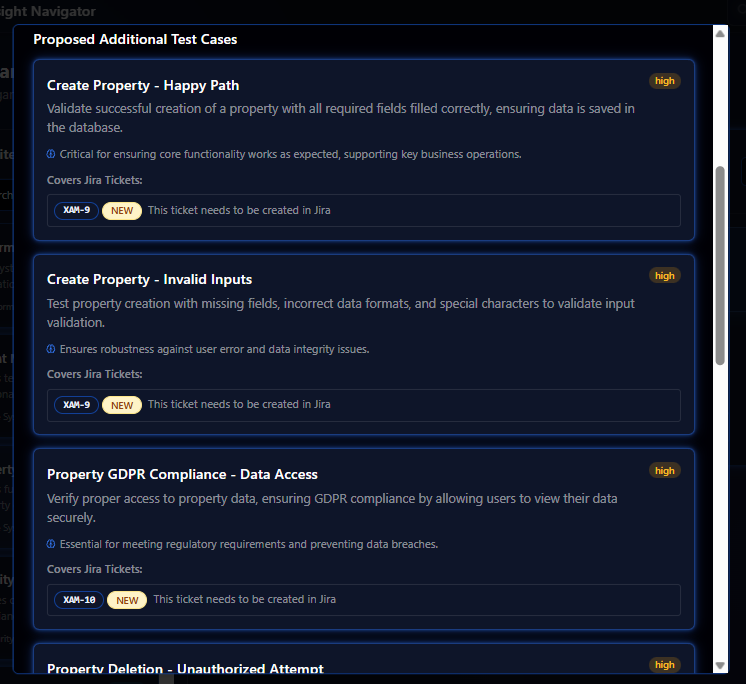 ight Navigator
Proposed Additional Test Cases
Create Property - Happy Path
high
Validate successful creation of a property with all required fields filled correctly, ensuring data is saved in
the database.
Critical for ensuring core functionality works as expected, supporting key business operations.
Covers Jira Tickets:
XAM-9 NEW This ticket needs to be created in Jira
Create Property - Invalid Inputs
high
Test property creation with missing fields, incorrect data formats, and special characters to validate input
validation.
Ensures robustness against user error and data integrity issues.
Covers Jira Tickets:
XAM-9 NEW This ticket needs to be created in Jira
Property GDPR Compliance - Data Access
high
Verify proper access to property data, ensuring GDPR compliance by allowing users to view their data
securely.
Essential for meeting regulatory requirements and preventing data breaches.
Covers Jira Tickets:
XAM-10 NEW This ticket needs to be created in Jira
Property Deletion - Unauthorized Attempt
high